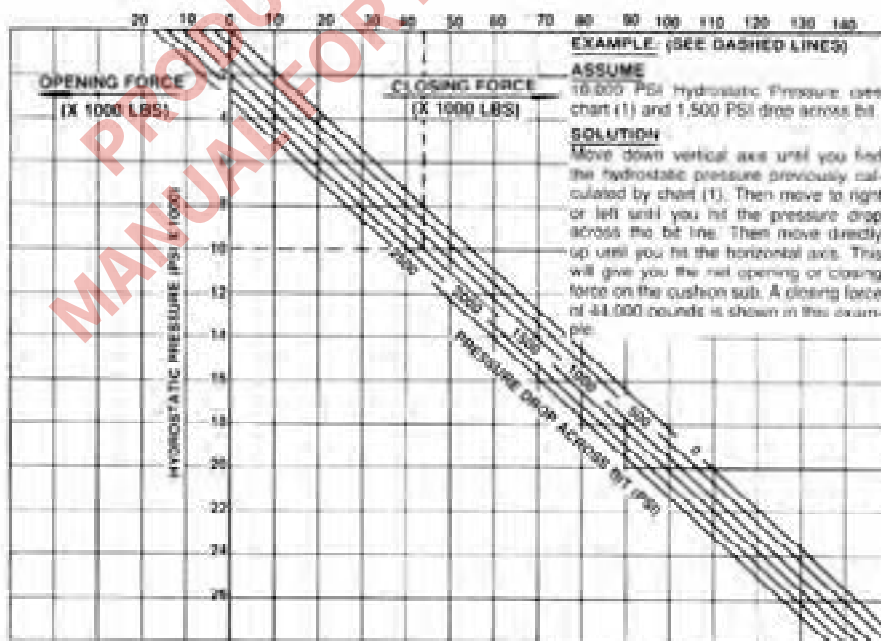 20 10 0 10 20 30 40 50 60 70 80 90 100 110 120 130 140
PRODU
MANUAL FOR
OPENING FORCE
(X 1000 LBS)
CLOSING FORCE
(X 1000 LBS)
EXAMPLE: (SEE DASHED LINES)
ASSUME
10,000 PSI Hydrostatic Pressure (see
chart (1) and 1,500 PSI drop across bit
SOLUTION
Move down vertical axis until you find
the hydrostatic pressure previously cal-
culated by chart (1). Then move to right
or left until you hit the pressure drop
across the bit line. Then move directly
up until you hit the horizontal axis. This
will give you the net opening or closing
force on the cushion sub. A closing force
of 44,000 pounds is shown in this exam-
ple.
HYDROSTATIC PRESSURE (PSI X 1000)
4
6
8
10
12
14
16
18
20
22
24
26
2500
2000
1500
1000
500
0
PRESSURE DROP ACROSS BIT (PSI)